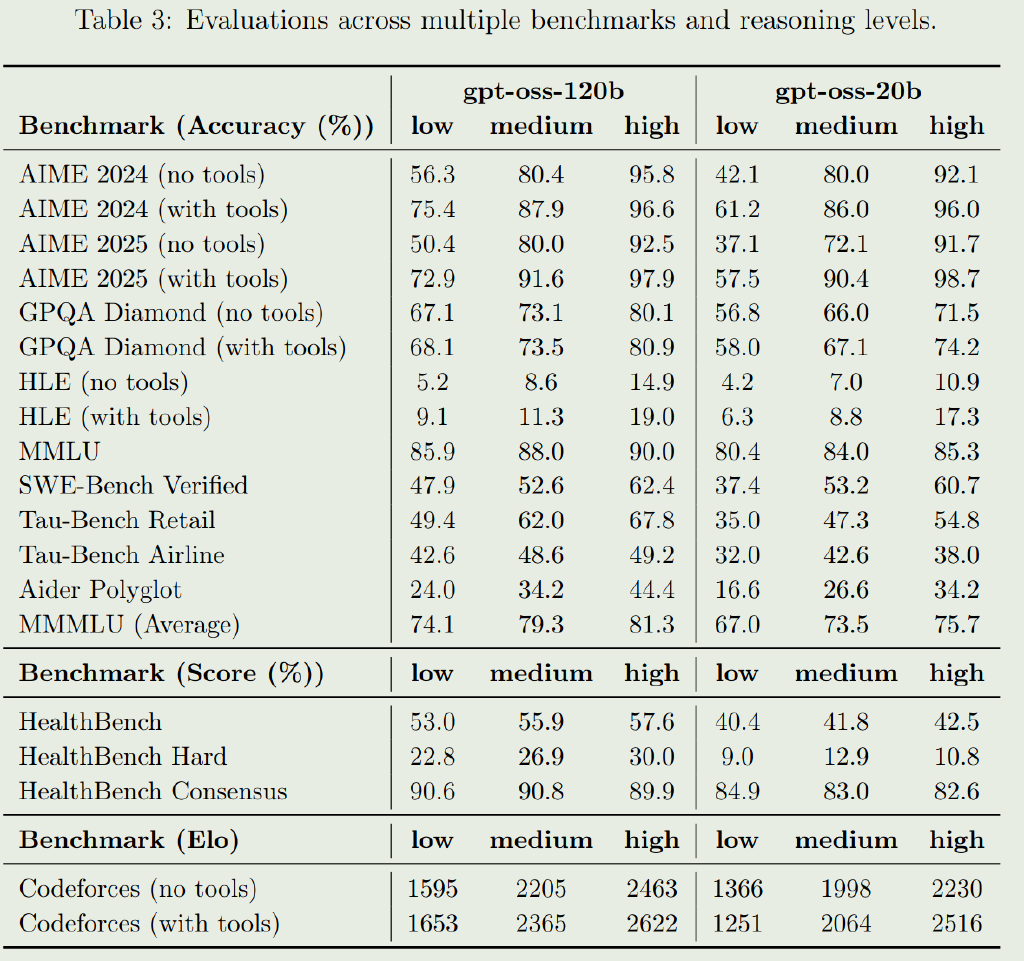 Table 3: Evaluations across multiple benchmarks and reasoning levels.
gpt-oss-120b gpt-oss-20b
Benchmark (Accuracy (%)) low medium high low medium high
AIME 2024 (no tools) 56.3 80.4 95.8 42.1 80.0 92.1
AIME 2024 (with tools) 75.4 87.9 96.6 61.2 86.0 96.0
AIME 2025 (no tools) 50.4 80.0 92.5 37.1 72.1 91.7
AIME 2025 (with tools) 72.9 91.6 97.9 57.5 90.4 98.7
GPQA Diamond (no tools) 67.1 73.1 80.1 56.8 66.0 71.5
GPQA Diamond (with tools) 68.1 73.5 80.9 58.0 67.1 74.2
HLE (no tools) 5.2 8.6 14.9 4.2 7.0 10.9
HLE (with tools) 9.1 11.3 19.0 6.3 8.8 17.3
MMLU 85.9 88.0 90.0 80.4 84.0 85.3
SWE-Bench Verified 47.9 52.6 62.4 37.4 53.2 60.7
Tau-Bench Retail 49.4 62.0 67.8 35.0 47.3 54.8
Tau-Bench Airline 42.6 48.6 49.2 32.0 42.6 38.0
Aider Polyglot 24.0 34.2 44.4 16.6 26.6 34.2
MMMLU (Average) 74.1 79.3 81.3 67.0 73.5 75.7
Benchmark (Score (%)) low medium high low medium high
HealthBench 53.0 55.9 57.6 40.4 41.8 42.5
HealthBench Hard 22.8 26.9 30.0 9.0 12.9 10.8
HealthBench Consensus 90.6 90.8 89.9 84.9 83.0 82.6
Benchmark (Elo) low medium high low medium high
Codeforces (no tools) 1595 2205 2463 1366 1998 2230
Codeforces (with tools) 1653 2365 2622 1251 2064 2516